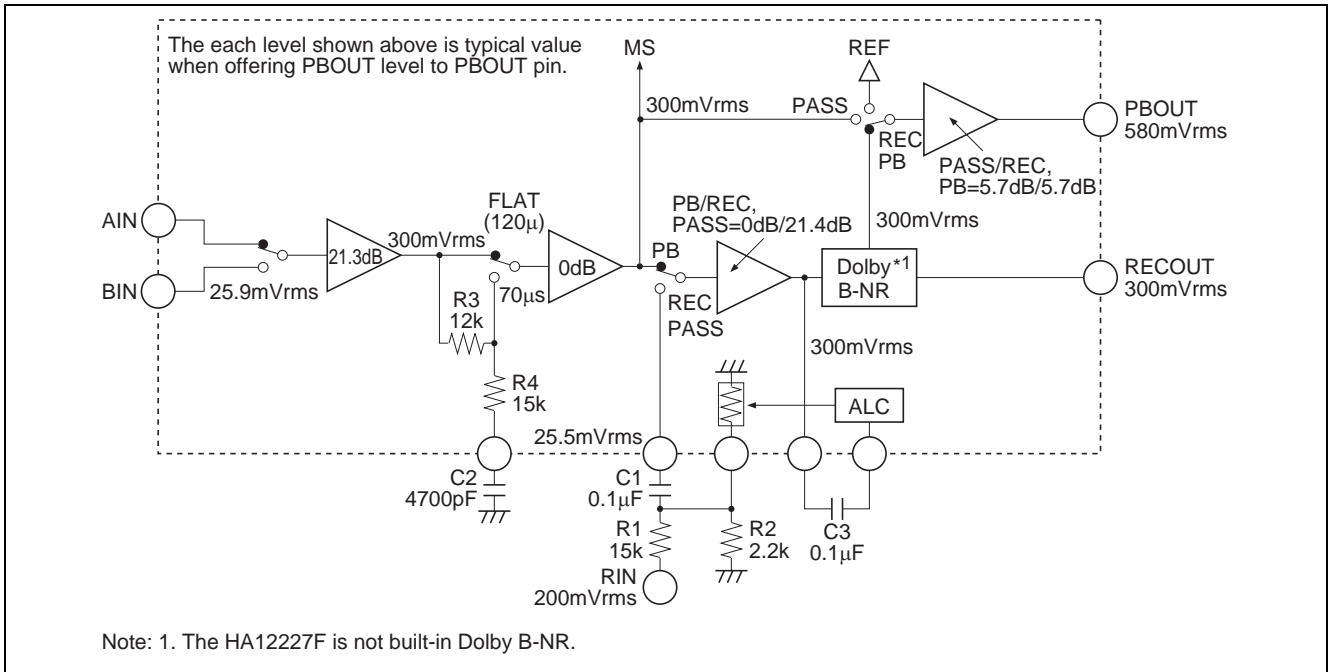 The each level shown above is typical value
when offering PBOUT level to PBOUT pin.
MS
REF
300mVrms
PASS
REC
PB
PBOUT
580mVrms
PASS/REC,
PB=5.7dB/5.7dB
AIN
BIN
25.9mVrms
21.3dB
300mVrms
FLAT
(120μ)
70μs
0dB
PB
REC
PASS
PB/REC,
PASS=0dB/21.4dB
300mVrms
Dolby*1
B-NR
RECOUT
300mVrms
R3
12k
R4
15k
300mVrms
ALC
25.5mVrms
C2
4700pF
C1
0.1μF
R1
15k
R2
2.2k
C3
0.1μF
RIN
200mVrms
Note: 1. The HA12227F is not built-in Dolby B-NR.